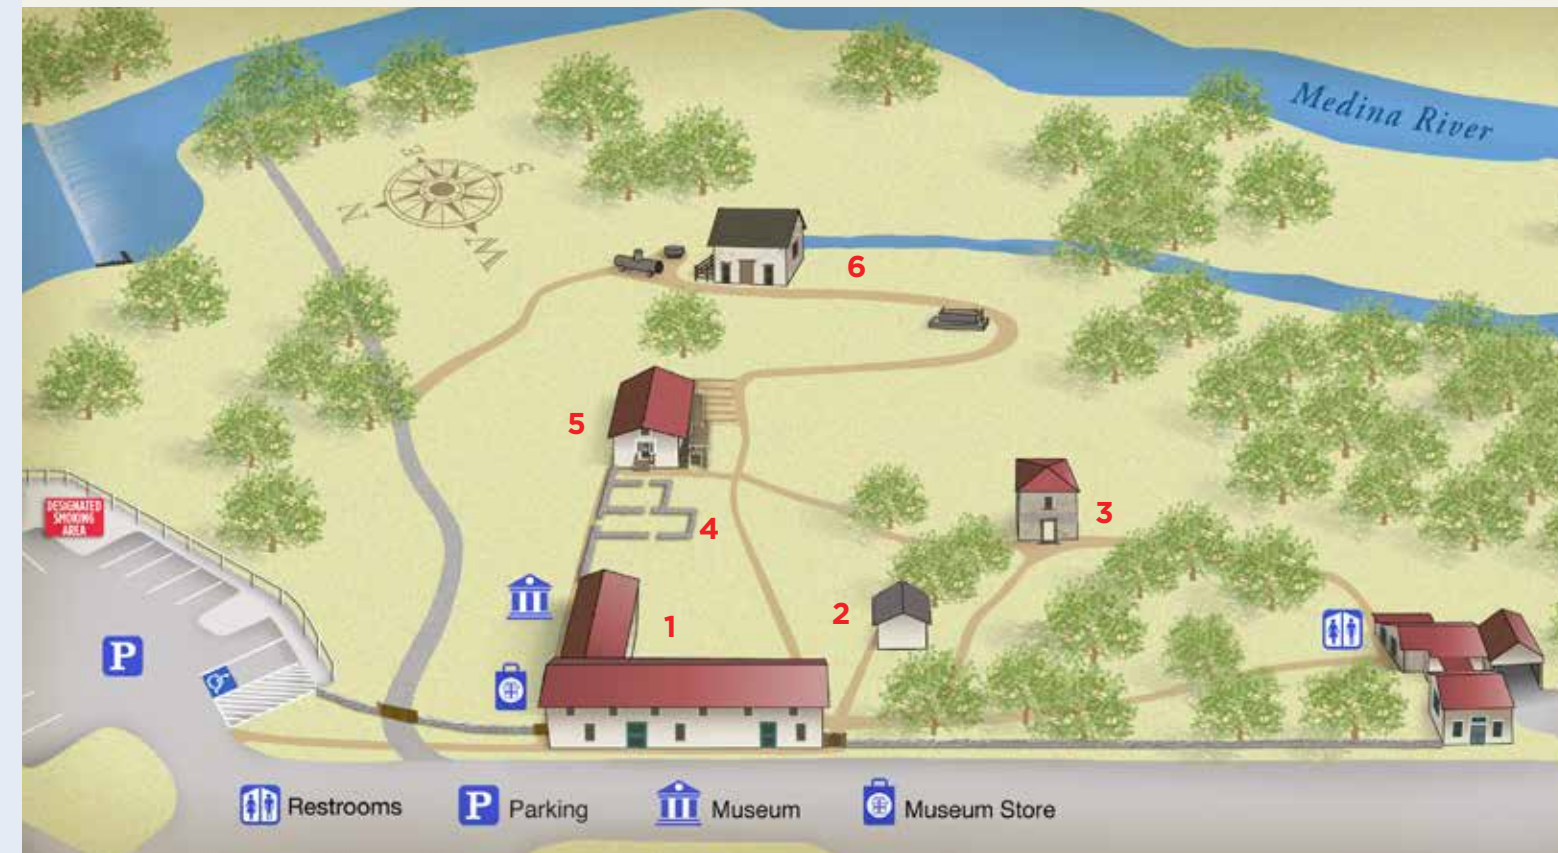 Medina River
E
S
N
W
6
5
DESIGNATED
SMOKING
AREA
3
4
2
1
P
Restrooms
P Parking
Museum
Museum Store